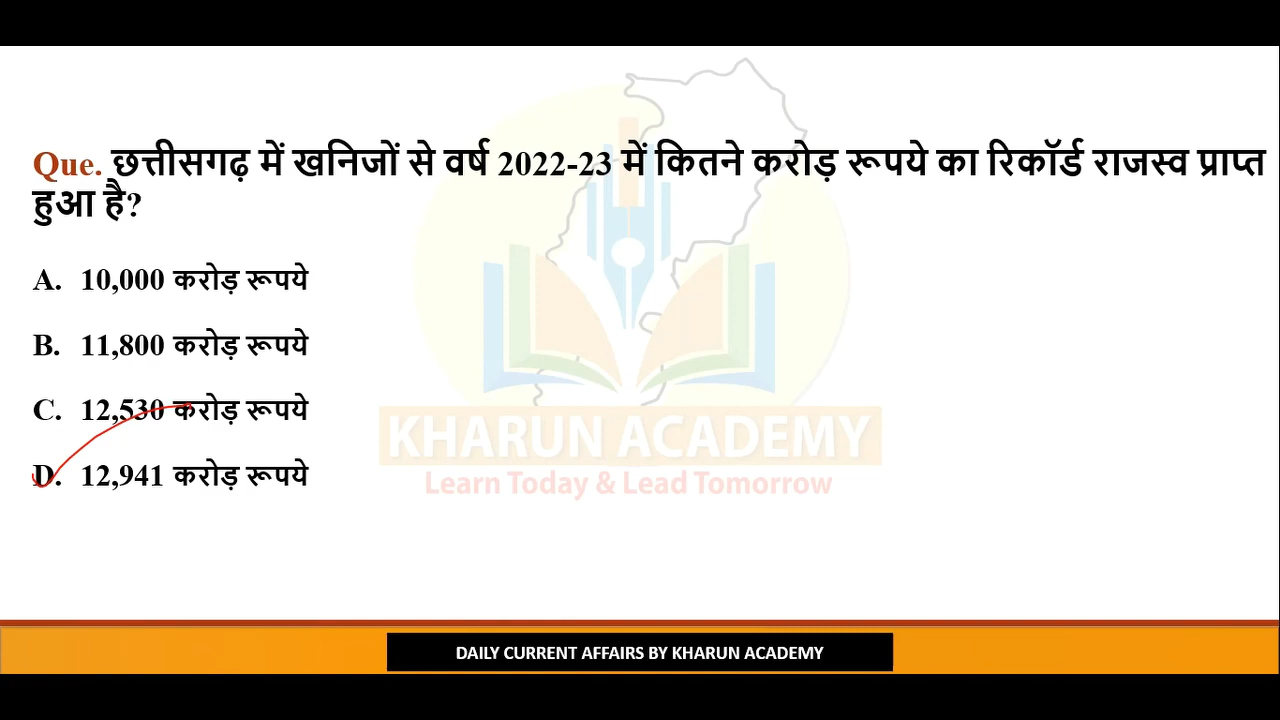 Que. छत्तीसगढ़ में खनिजों से वर्ष 2022-23 में कितने करोड़ रूपये का रिकॉर्ड राजस्व प्राप्त
हुआ है?
A. 10,000 करोड़ रूपये
B. 11,800 करोड़ रूपये
C. 12,530 करोड़ रूपये
D. 12,941 करोड़ रूपये
KHARUN ACADEMY
Learn Today & Lead Tomorrow
DAILY CURRENT AFFAIRS BY KHARUN ACADEMY